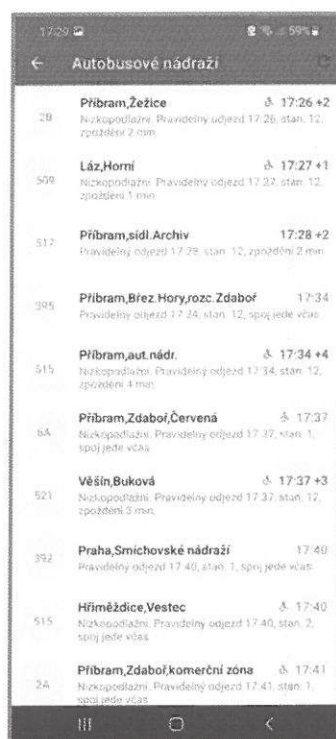 17:29 59%
Autobusové nádraží
2B Příbram,Žežice 17:26 +2
Nízkopodlažní. Pravidelný odjezd 17:26, stan. 12,
zpoždění 2 min.
509 Láz,Horní 17:27 +1
Nízkopodlažní. Pravidelný odjezd 17:27, stan. 12,
zpoždění 1 min.
517 Příbram,sídl.Archiv 17:28 +2
Pravidelný odjezd 17:28, stan. 12, zpoždění 2 min.
395 Příbram,Břez.Hory,rozc.Zdaboř 17:34
Pravidelný odjezd 17:34, stan. 12, spoj jede včas
515 Příbram,aut.nádr. 17:34 +4
Nízkopodlažní. Pravidelný odjezd 17:34, stan. 12,
zpoždění 4 min.
6A Příbram,Zdaboř,Červená 17:37
Nízkopodlažní. Pravidelný odjezd 17:37, stan. 1,
spoj jede včas
521 Věšín,Buková 17:37 +3
Nízkopodlažní. Pravidelný odjezd 17:37, stan. 12,
zpoždění 3 min.
392 Praha,Smíchovské nádraží 17:40
Pravidelný odjezd 17:40, stan. 1, spoj jede včas
515 Hříměždice,Vestec 17:40
Nízkopodlažní. Pravidelný odjezd 17:40, stan. 2,
spoj jede včas
2A Příbram,Zdaboř,komerční zóna 17:41
Nízkopodlažní. Pravidelný odjezd 17:41, stan. 1,
spoj jede včas